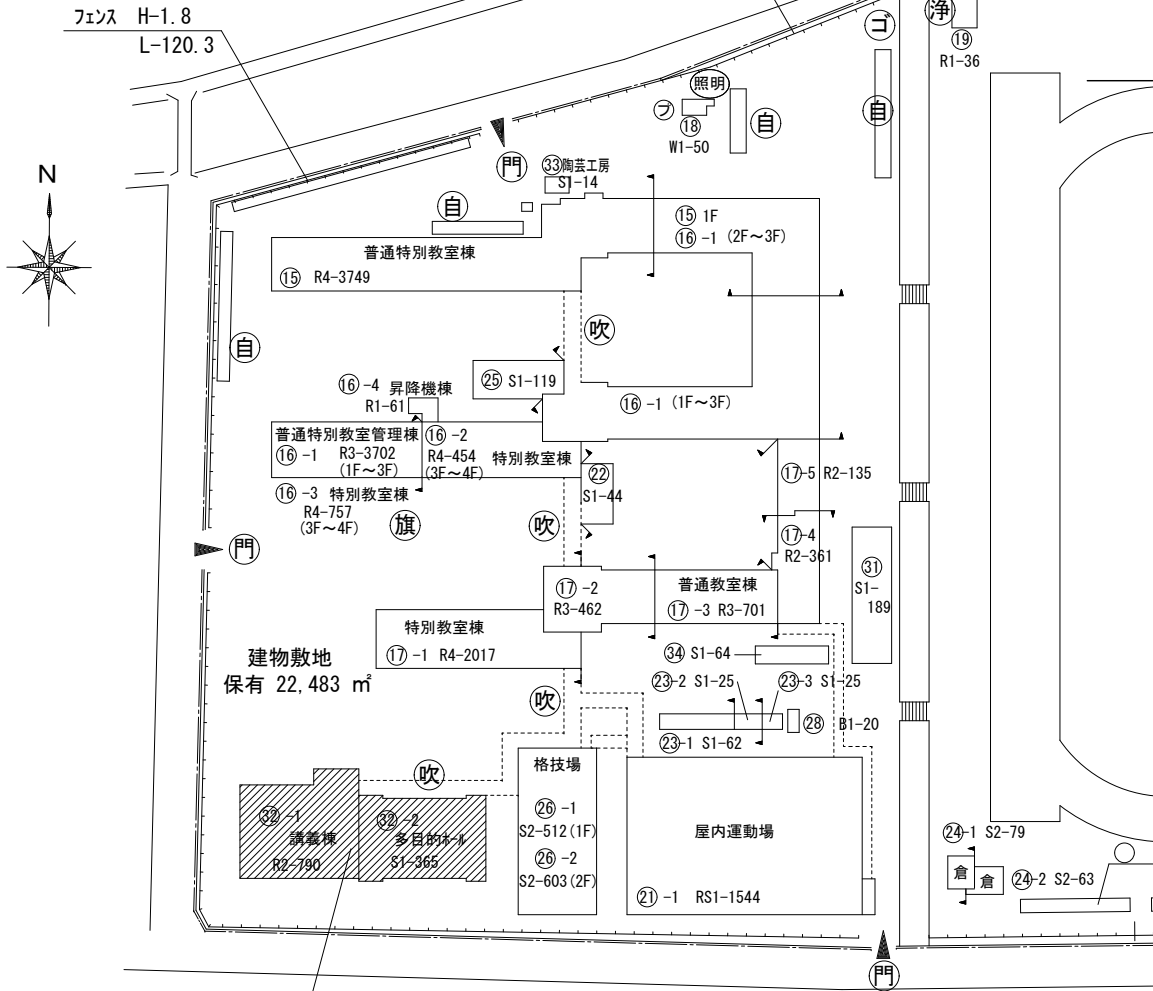 フェンス H-1.8
L-120.3
ゴ
浄
⑲
R1-36
照明
プ
⑱
W1-50
自
自
N
門
㉝陶芸工房
S1-14
自
⑮ 1F
⑯-1 (2F～3F)
普通特別教室棟
⑮ R4-3749
自
吹
㉕ S1-119
⑯-4 昇降機棟
R1-61
⑯-1 (1F～3F)
普通特別教室管理棟
⑯-1 R3-3702
(1F～3F)
⑯-2
R4-454 特別教室棟
(3F～4F)
㉒
S1-44
⑰-5 R2-135
⑯-3 特別教室棟
R4-757
(3F～4F)
旗
吹
⑰-4
R2-361
門
㉛
S1-
189
⑰-2
R3-462
普通教室棟
⑰-3 R3-701
特別教室棟
⑰-1 R4-2017
㉞ S1-64
建物敷地
保有 22,483 ㎡
㉓-2 S1-25
㉓-3 S1-25
吹
㉘ B1-20
㉓-1 S1-62
格技場
吹
㉜-1
講義棟
R2-790
㉜-2
多目的ホール
S1-365
㉖-1
S2-512(1F)
㉖-2
S2-603(2F)
屋内運動場
㉑-1 RS1-1544
㉔-1 S2-79
倉
倉
㉔-2 S2-63
門